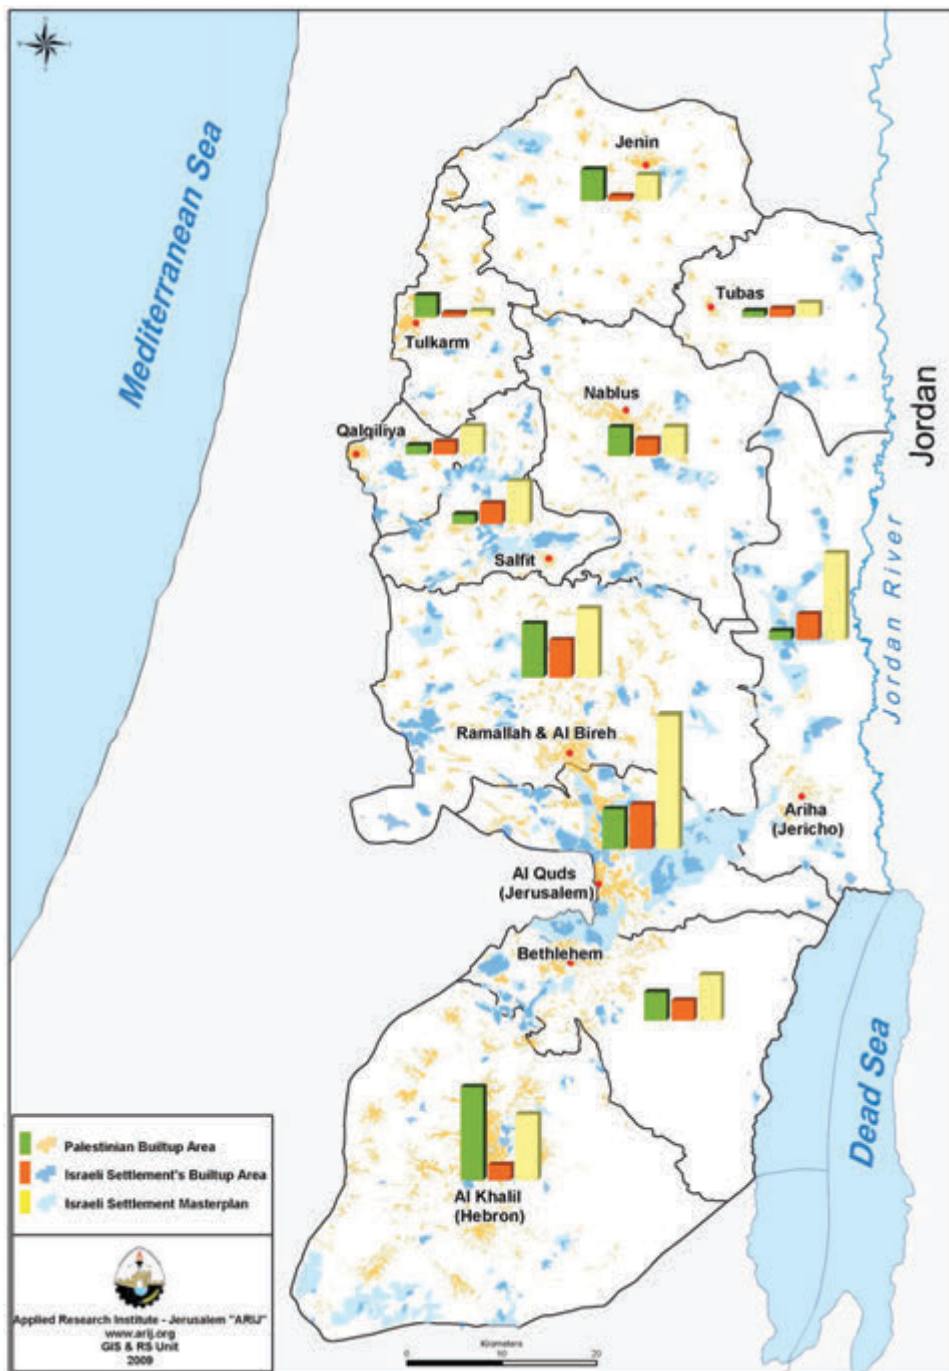 Mediterranean Sea
Jenin
Tubas
Tulkarm
Nablus
Qalqiliya
Jordan
Salfit
Jordan River
Ramallah & Al Bireh
Ariha
(Jericho)
Al Quds
(Jerusalem)
Bethlehem
Dead Sea
Al Khalil
(Hebron)
Palestinian Builtup Area
Israeli Settlement's Builtup Area
Israeli Settlement Masterplan
Applied Research Institute - Jerusalem "ARIJ"
www.arij.org
GIS & RS Unit
2009
Kilometers
0 10 20